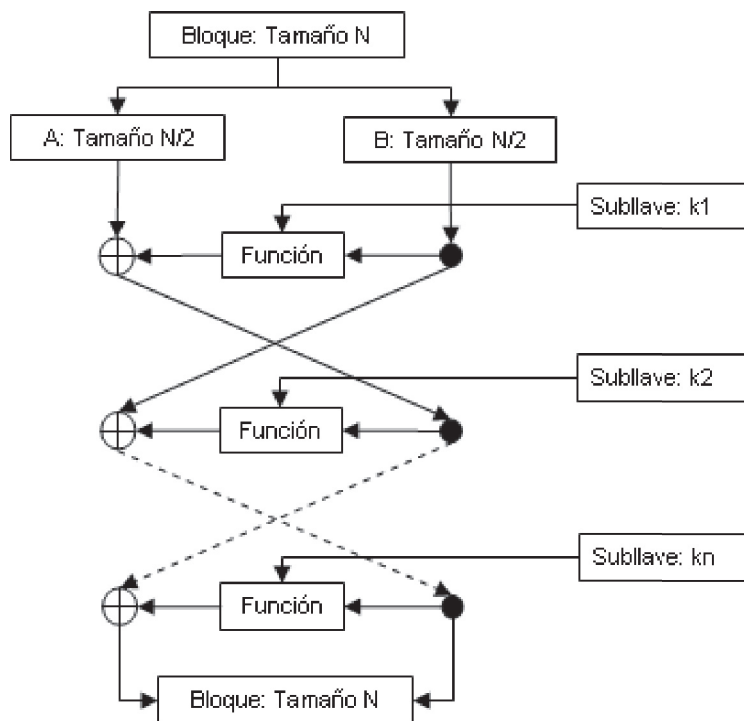 Bloque: Tamaño N
A: Tamaño N/2
B: Tamaño N/2
Subllave: k1
Función
Subllave: k2
Función
Subllave: kn
Función
Bloque: Tamaño N